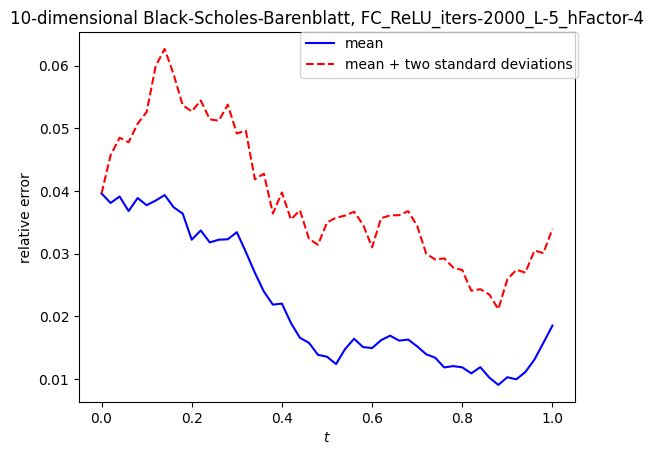 10-dimensional Black-Scholes-Barenblatt, FC_ReLU_iters-2000_L-5_hFactor-4
mean
mean + two standard deviations
relative error
0.06
0.05
0.04
0.03
0.02
0.01
0.0
0.2
0.4
0.6
0.8
1.0
t